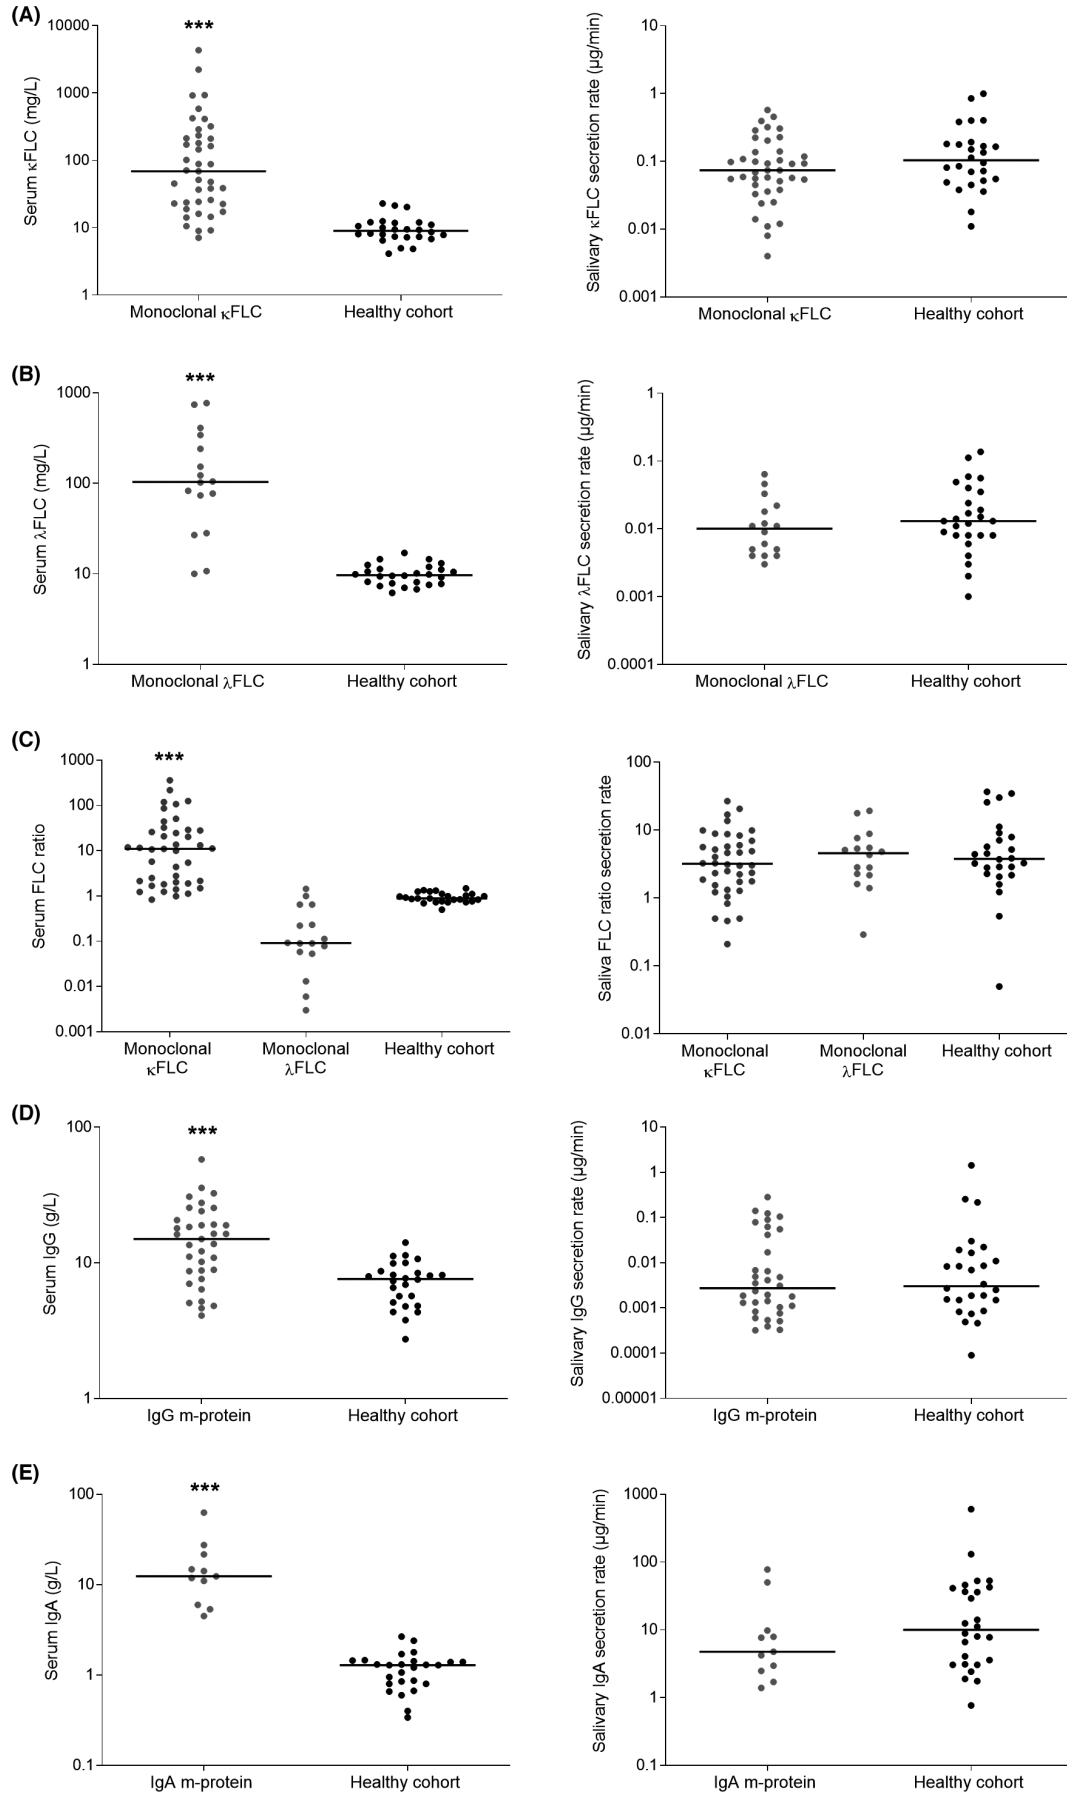 (A)
***
Serum κFLC (mg/L)
10000
1000
100
10
1
Monoclonal κFLC
Healthy cohort
Salivary κFLC secretion rate (µg/min)
10
1
0.1
0.01
0.001
Monoclonal κFLC
Healthy cohort
(B)
***
Serum λFLC (mg/L)
1000
100
10
1
Monoclonal λFLC
Healthy cohort
Salivary λFLC secretion rate (µg/min)
1
0.1
0.01
0.001
0.0001
Monoclonal λFLC
Healthy cohort
(C)
***
Serum FLC ratio
1000
100
10
1
0.1
0.01
0.001
Monoclonal
κFLC
Monoclonal
λFLC
Healthy cohort
Saliva FLC ratio secretion rate
100
10
1
0.1
0.01
Monoclonal
κFLC
Monoclonal
λFLC
Healthy cohort
(D)
***
Serum IgG (g/L)
100
10
1
IgG m-protein
Healthy cohort
Salivary IgG secretion rate (µg/min)
10
1
0.1
0.01
0.001
0.0001
0.00001
IgG m-protein
Healthy cohort
(E)
***
Serum IgA (g/L)
100
10
1
0.1
IgA m-protein
Healthy cohort
Salivary IgA secretion rate (µg/min)
1000
100
10
1
0.1
IgA m-protein
Healthy cohort